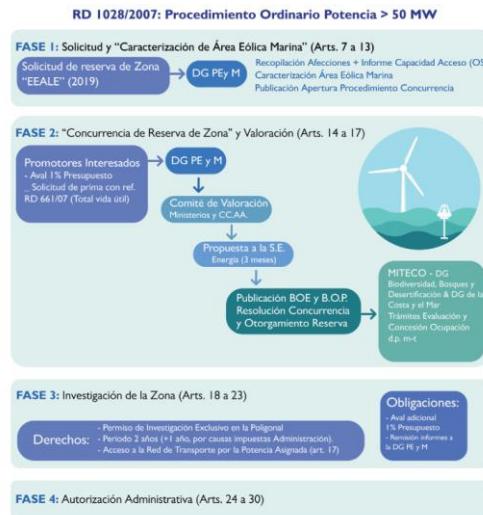 RD 1028/2007: Procedimiento Ordinario Potencia > 50 MW
FASE 1: Solicitud y “Caracterización de Área Eólica Marina” (Arts. 7 a 13)
Solicitud de reserva de Zona
“EEALE” (2019)
DG PEy M
Recopilación Afecciones + Informe Capacidad Acceso (OS)
Caracterización Área Eólica Marina
Publicación Apertura Procedimiento Concurrencia
FASE 2: “Concurrencia de Reserva de Zona” y Valoración (Arts. 14 a 17)
Promotores Interesados
- Aval 1% Presupuesto
_ Solicitud de prima con ref.
RD 661/07 (Total vida útil)
DG PE y M
Comité de Valoración
Ministerios y CC.AA.
Propuesta a la S.E.
Energía (3 meses)
Publicación BOE y B.O.P.
Resolución Concurrencia
y Otorgamiento Reserva
MITECO - DG
Biodiversidad, Bosques y
Desertificación & DG de la
Costa y el Mar
Trámites Evaluación y
Concesión Ocupación
d.p. m-t
FASE 3: Investigación de la Zona (Arts. 18 a 23)
Derechos:
- Permiso de Investigación Exclusivo en la Poligonal
- Periodo 2 años (+1 año, por causas impuestas Administración).
- Acceso a la Red de Transporte por la Potencia Asignada (art. 17)
Obligaciones:
- Aval adicional
1% Presupuesto
- Remisión informes a
la DG PE y M
FASE 4: Autorización Administrativa (Arts. 24 a 30)